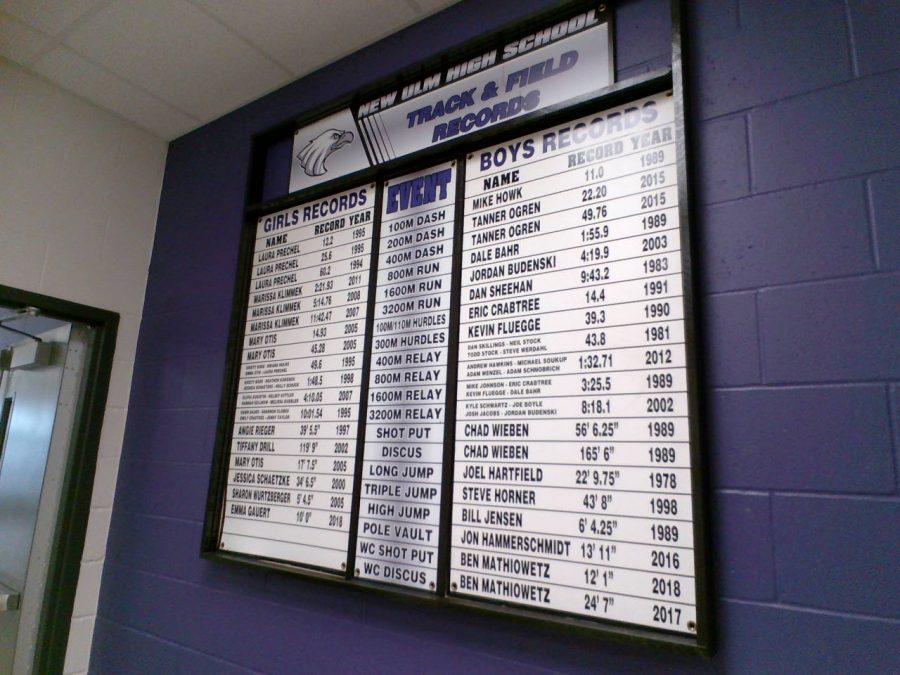 NEW ULM HIGH SCHOOL
TRACK & FIELD
RECORDS
GIRLS RECORDS
NAME RECORD YEAR
LAURA PRECHEL 12.2 1995
LAURA PRECHEL 25.6 1995
LAURA PRECHEL 60.2 1994
MARISSA KLIMMEK 2:21.93 2011
MARISSA KLIMMEK 5:14.76 2008
MARISSA KLIMMEK 11:42.47 2007
MARY OTIS 14.93 2005
MARY OTIS 45.28 2005
49.6 1995
1:48.5 1998
4:10.05 2007
10:01.54 1995
ANGIE RIEGER 39' 5.5" 1997
TIFFANY DRILL 119' 9" 2002
MARY OTIS 17' 7.5" 2005
JESSICA SCHAETZKE 34' 6.5" 2000
SHARON WURTZBERGER 5' 4.5" 2005
EMMA GAUERT 10' 0" 2018
EVENT
100M DASH
200M DASH
400M DASH
800M RUN
1600M RUN
3200M RUN
100M/110M HURDLES
300M HURDLES
400M RELAY
800M RELAY
1600M RELAY
3200M RELAY
SHOT PUT
DISCUS
LONG JUMP
TRIPLE JUMP
HIGH JUMP
POLE VAULT
WC SHOT PUT
WC DISCUS
BOYS RECORDS
NAME RECORD YEAR
MIKE HOWK 11.0 1989
TANNER OGREN 22.20 2015
TANNER OGREN 49.76 2015
DALE BAHR 1:55.9 1989
JORDAN BUDENSKI 4:19.9 2003
DAN SHEEHAN 9:43.2 1983
ERIC CRABTREE 14.4 1991
KEVIN FLUEGGE 39.3 1990
DAN SKILLINGS - NEIL STOCK
TODD STOCK - STEVE WERDAHL 43.8 1981
ANDREW HAWKINS - MICHAEL SOUKUP
ADAM MENZEL - ADAM SCHNOBRICH 1:32.71 2012
MIKE JOHNSON - ERIC CRABTREE
KEVIN FLUEGGE - DALE BAHR 3:25.5 1989
KYLE SCHWARTZ - JOE BOYLE
JOSH JACOBS - JORDAN BUDENSKI 8:18.1 2002
CHAD WIEBEN 56' 6.25" 1989
CHAD WIEBEN 165' 6" 1989
JOEL HARTFIELD 22' 9.75" 1978
STEVE HORNER 43' 8" 1998
BILL JENSEN 6' 4.25" 1989
JON HAMMERSCHMIDT 13' 11" 2016
BEN MATHIOWETZ 12' 1" 2018
BEN MATHIOWETZ 24' 7" 2017